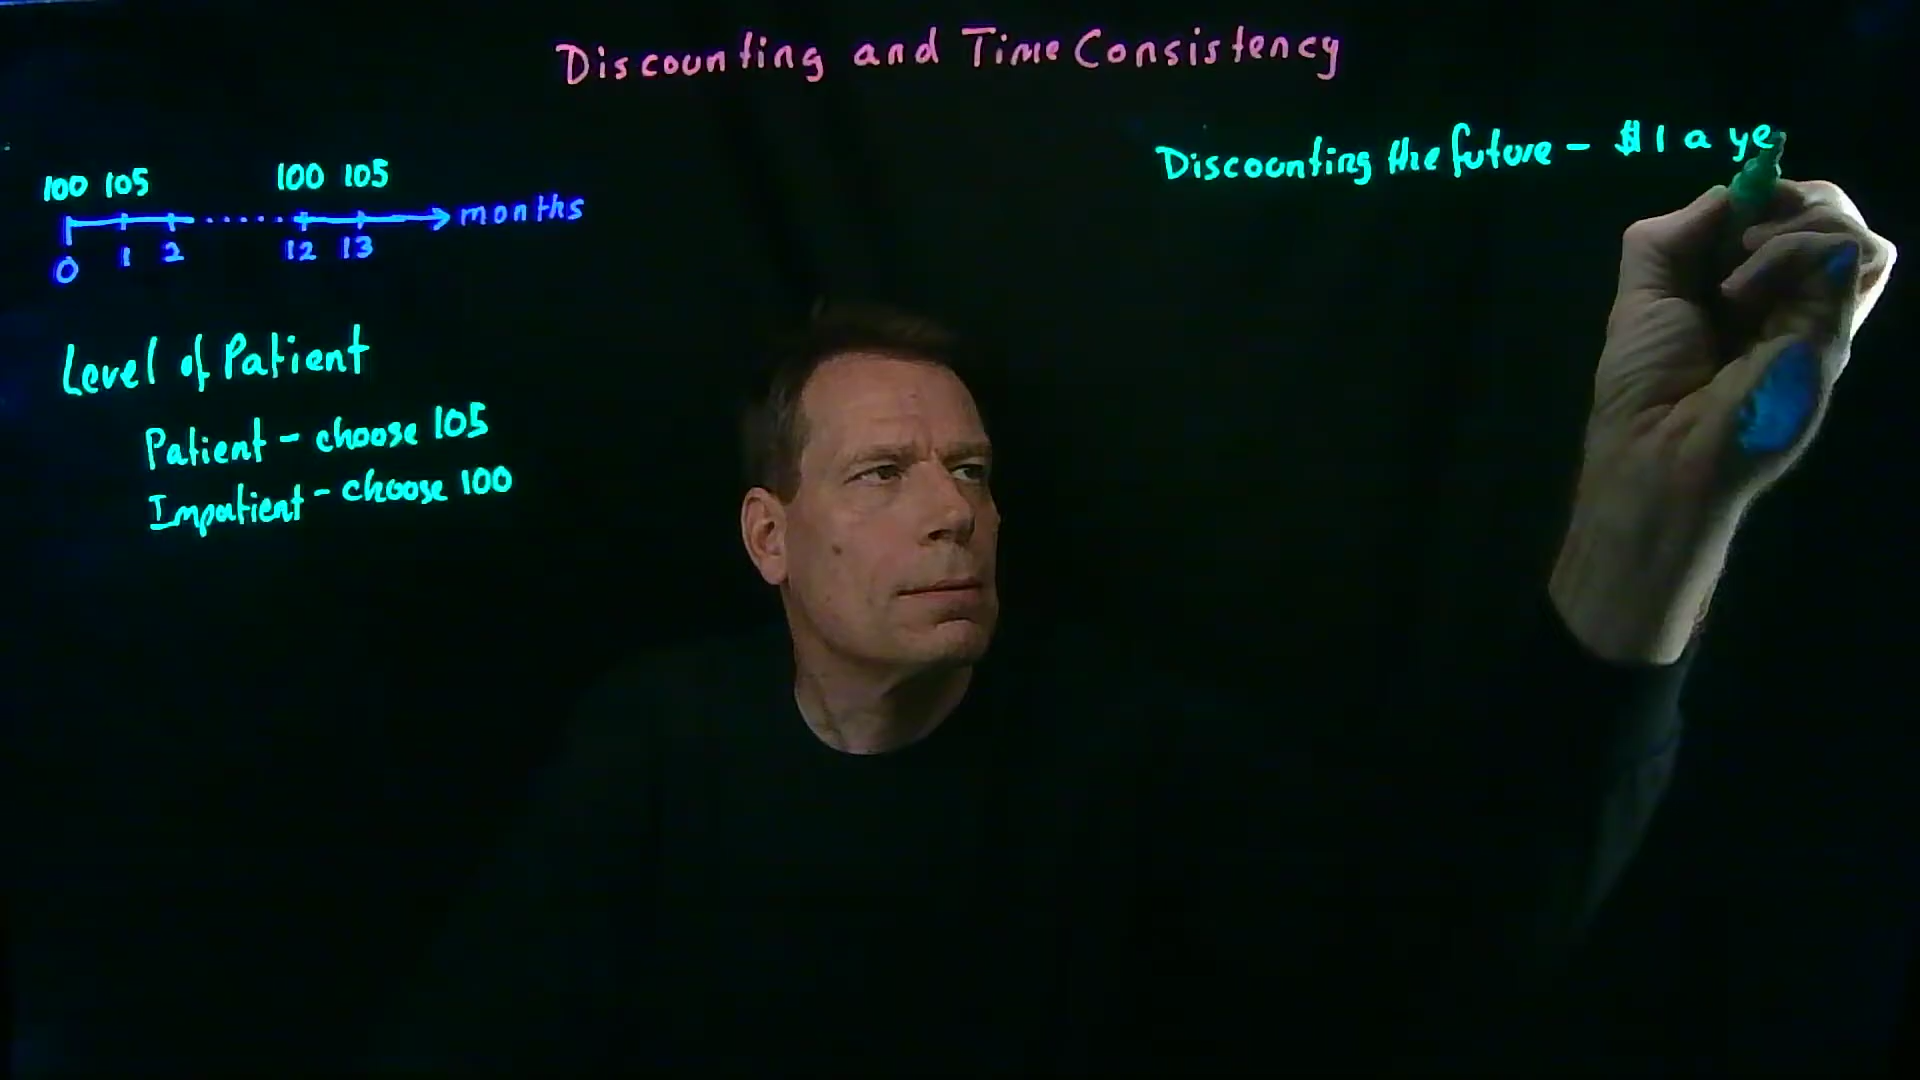 Discounting and Time Consistency
100 105 100 105
months
0 1 2 12 13
Level of Patient
Patient - choose 105
Impatient - choose 100
Discounting the future - $1 a ye